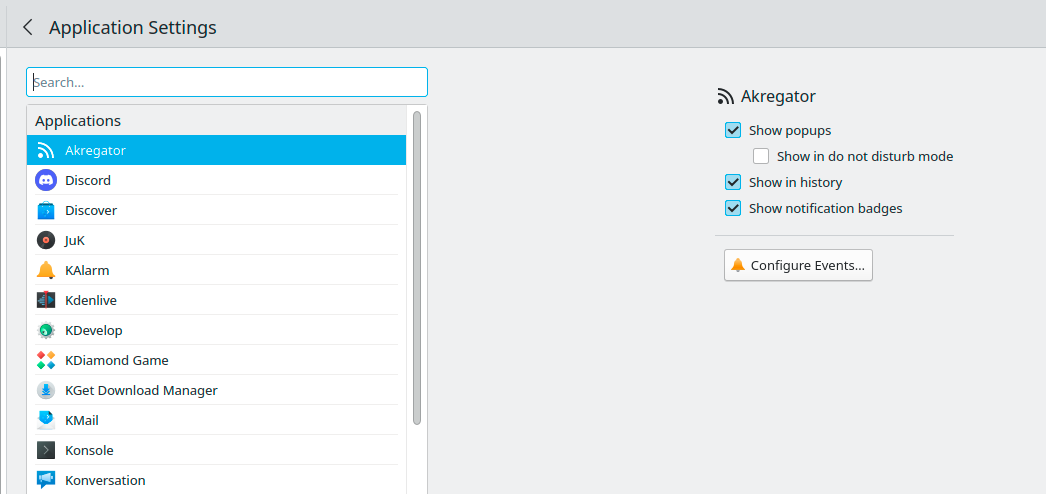 Application Settings
Search...
Applications
Akregator
Discord
Discover
JuK
KAlarm
Kdenlive
KDevelop
KDiamond Game
KGet Download Manager
KMail
Konsole
Konversation
Akregator
Show popups
Show in do not disturb mode
Show in history
Show notification badges
Configure Events...